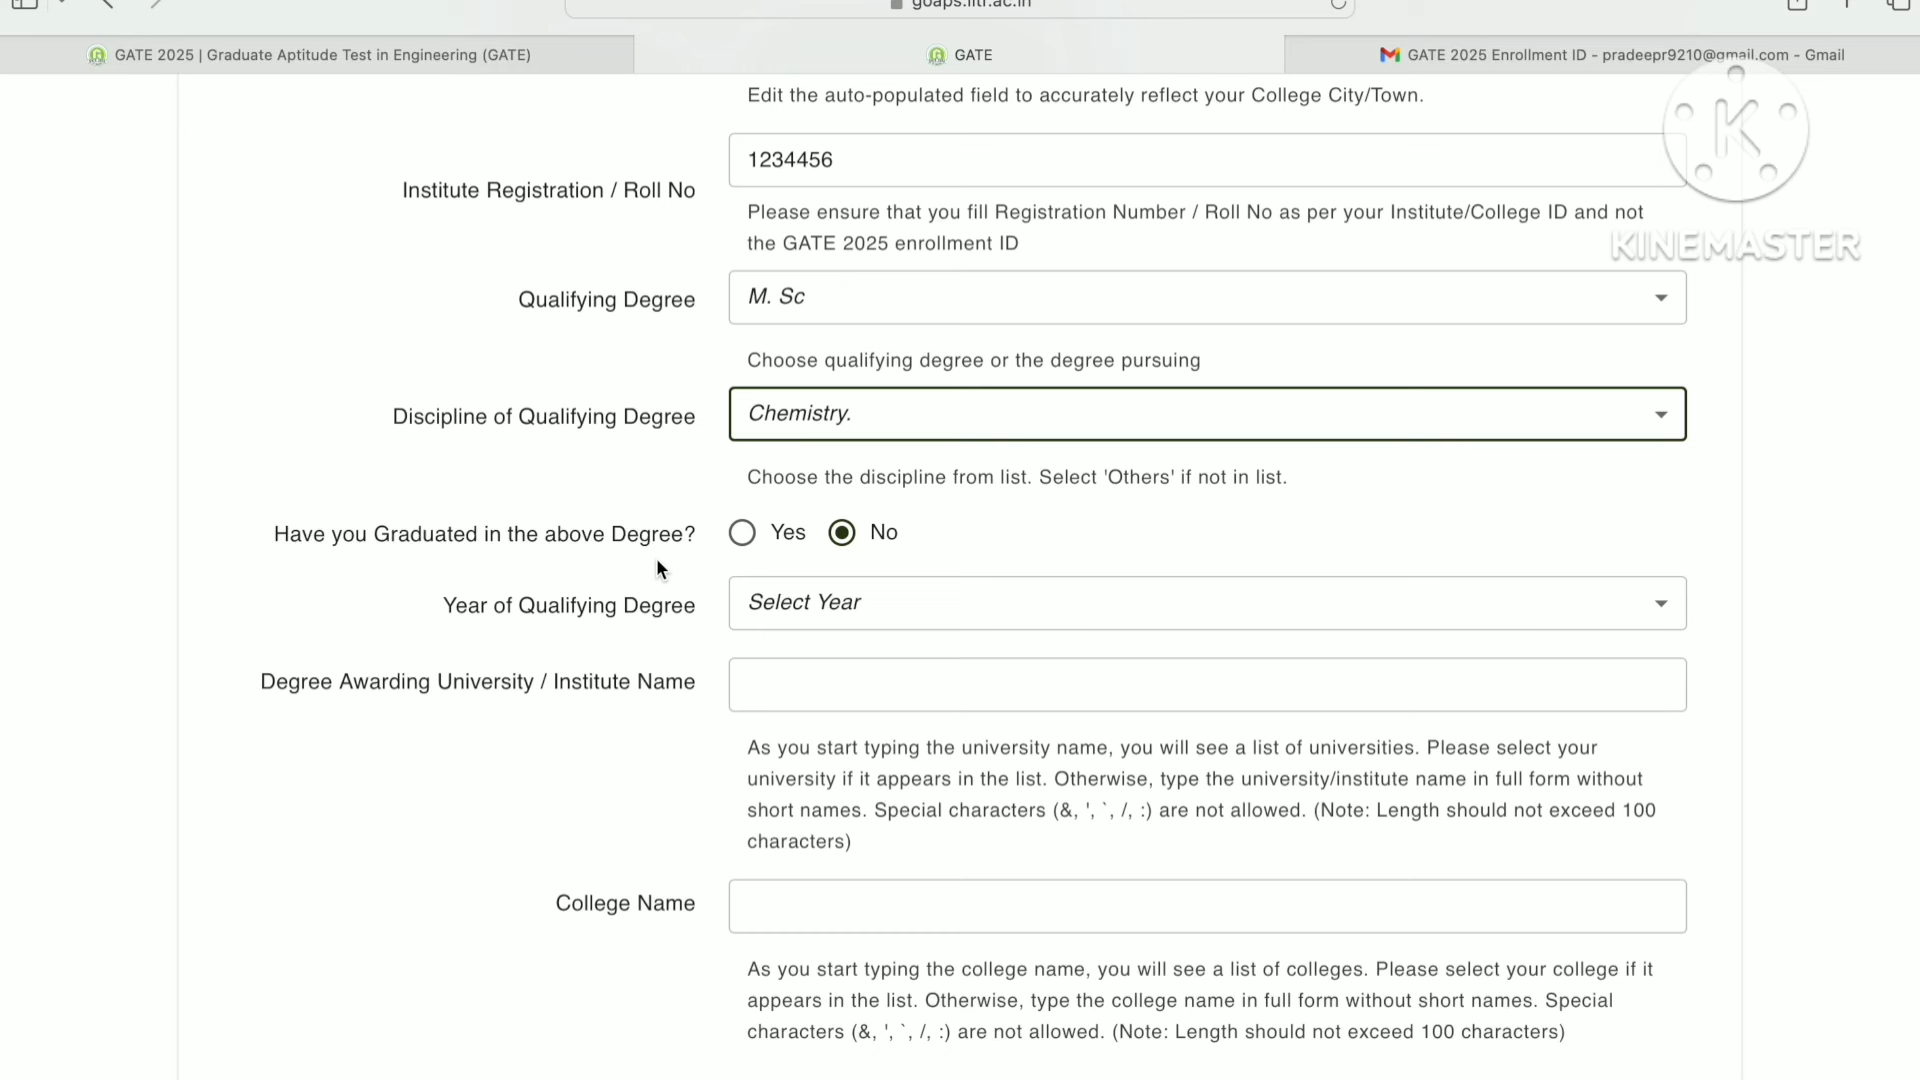 goaps.iitr.ac.in
GATE 2025 | Graduate Aptitude Test in Engineering (GATE)
GATE
GATE 2025 Enrollment ID - pradeepr9210@gmail.com - Gmail
Edit the auto-populated field to accurately reflect your College City/Town.
K
KINEMASTER
Institute Registration / Roll No
1234456
Please ensure that you fill Registration Number / Roll No as per your Institute/College ID and not
the GATE 2025 enrollment ID
Qualifying Degree
M. Sc
Choose qualifying degree or the degree pursuing
Discipline of Qualifying Degree
Chemistry.
Choose the discipline from list. Select 'Others' if not in list.
Have you Graduated in the above Degree?
Yes
No
Year of Qualifying Degree
Select Year
Degree Awarding University / Institute Name
As you start typing the university name, you will see a list of universities. Please select your
university if it appears in the list. Otherwise, type the university/institute name in full form without
short names. Special characters (&, ', `, /, :) are not allowed. (Note: Length should not exceed 100
characters)
College Name
As you start typing the college name, you will see a list of colleges. Please select your college if it
appears in the list. Otherwise, type the college name in full form without short names. Special
characters (&, ', `, /, :) are not allowed. (Note: Length should not exceed 100 characters)